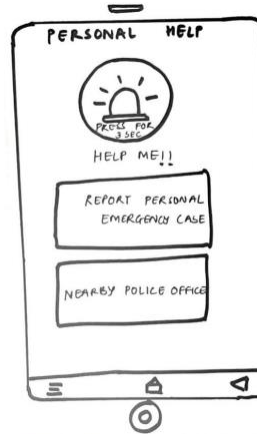 PERSONAL HELP
PRESS FOR
3 SEC
HELP ME!!
REPORT PERSONAL
EMERGENCY CASE
NEARBY POLICE OFFICE